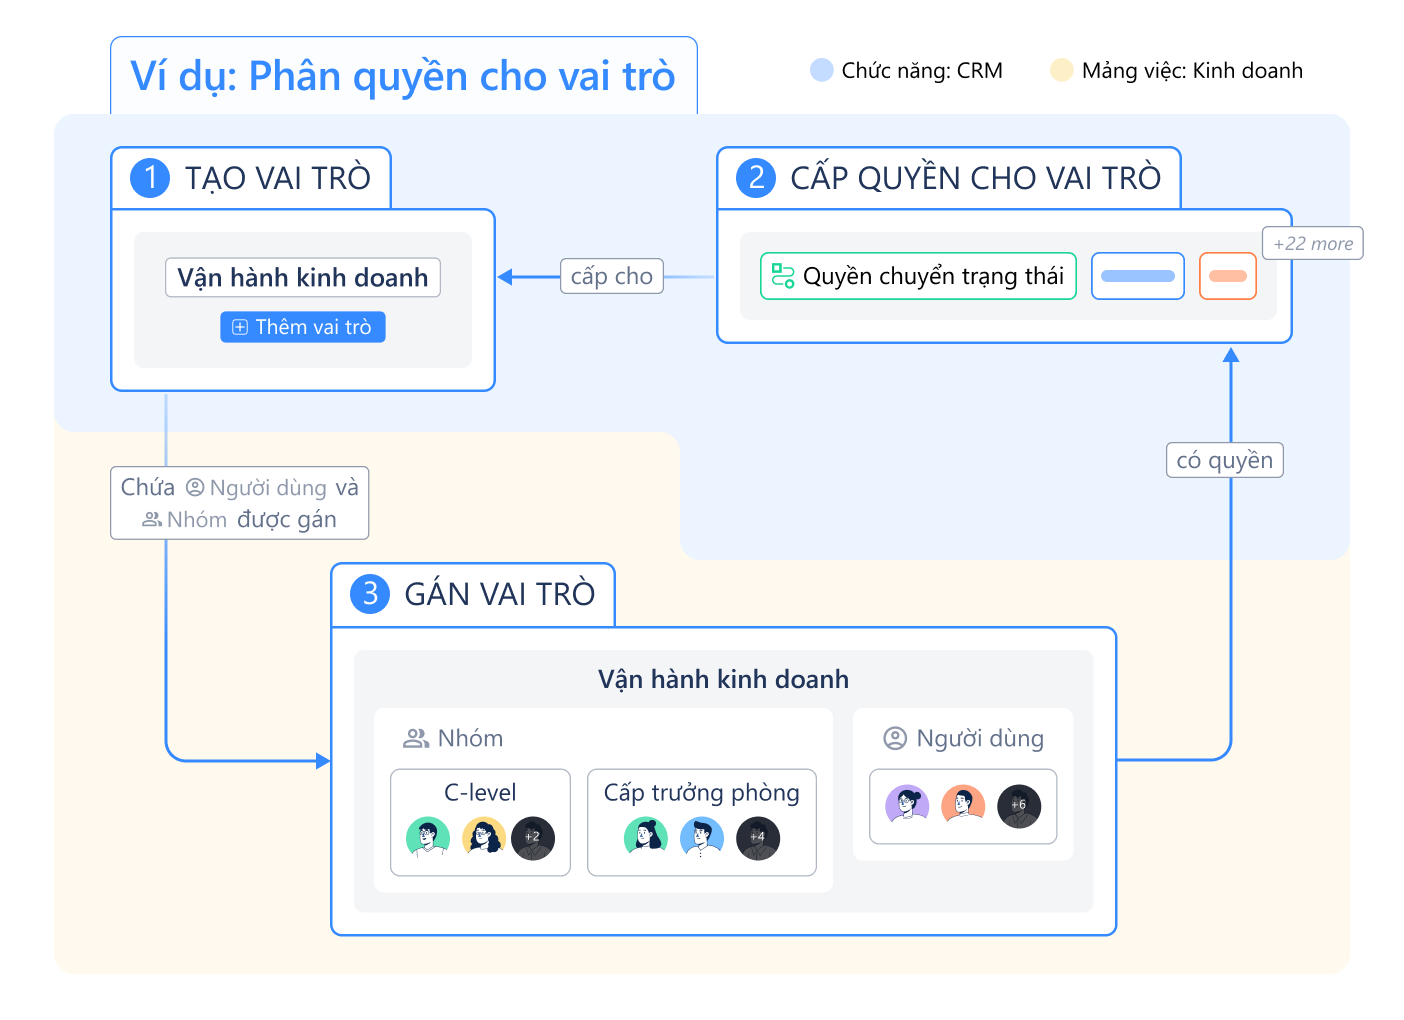 Ví dụ: Phân quyền cho vai trò
Chức năng: CRM
Mảng việc: Kinh doanh
1 TẠO VAI TRÒ
Vận hành kinh doanh
Thêm vai trò
cấp cho
2 CẤP QUYỀN CHO VAI TRÒ
+22 more
Quyền chuyển trạng thái
Chứa Người dùng và
Nhóm được gán
có quyền
3 GÁN VAI TRÒ
Vận hành kinh doanh
Nhóm
C-level
+2
Cấp trưởng phòng
+4
Người dùng
+6